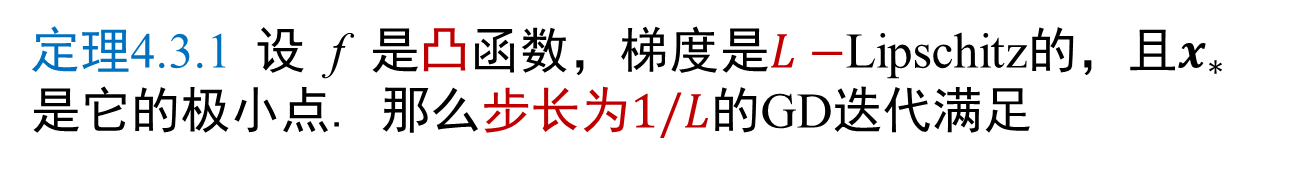 定理4.3.1 设 f 是凸函数，梯度是L −Lipschitz的，且x∗
是它的极小点. 那么步长为1/L的GD迭代满足